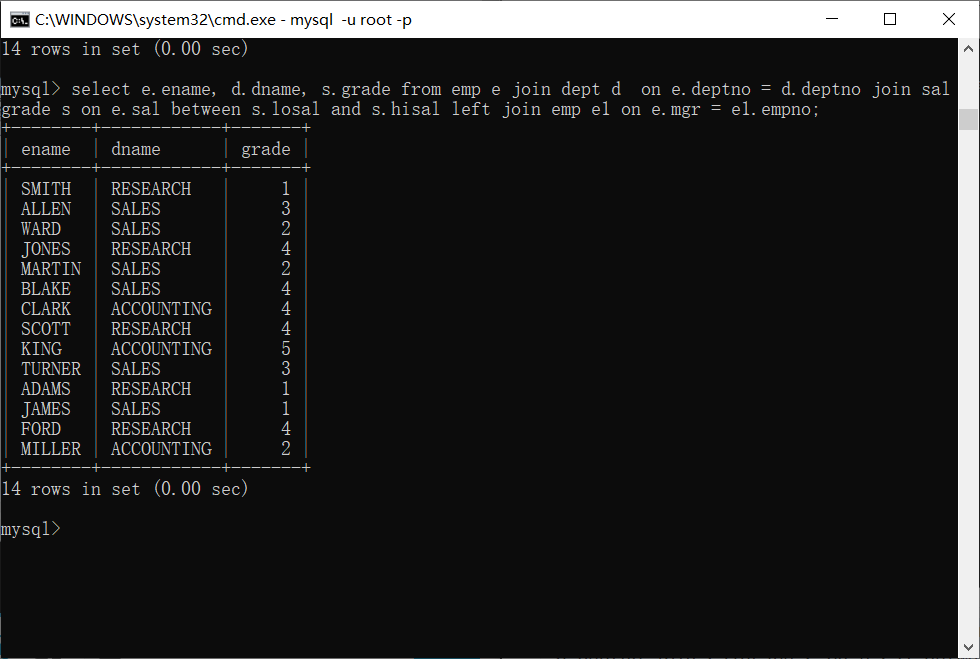 C:\WINDOWS\system32\cmd.exe - mysql  -u root -p
14 rows in set (0.00 sec)
mysql> select e.ename, d.dname, s.grade from emp e join dept d  on e.deptno = d.deptno join sal
grade s on e.sal between s.losal and s.hisal left join emp e1 on e.mgr = e1.empno;
+--------+------------+-------+
| ename  | dname      | grade |
+--------+------------+-------+
| SMITH  | RESEARCH   |     1 |
| ALLEN  | SALES      |     3 |
| WARD   | SALES      |     2 |
| JONES  | RESEARCH   |     4 |
| MARTIN | SALES      |     2 |
| BLAKE  | SALES      |     4 |
| CLARK  | ACCOUNTING |     4 |
| SCOTT  | RESEARCH   |     4 |
| KING   | ACCOUNTING |     5 |
| TURNER | SALES      |     3 |
| ADAMS  | RESEARCH   |     1 |
| JAMES  | SALES      |     1 |
| FORD   | RESEARCH   |     4 |
| MILLER | ACCOUNTING |     2 |
+--------+------------+-------+
14 rows in set (0.00 sec)
mysql>